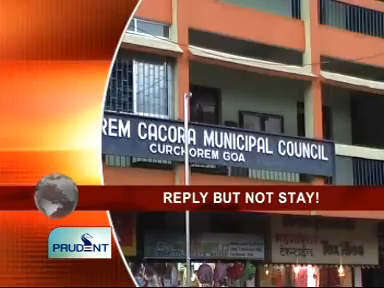 REM CACORA MUNICIPAL COUNCIL
CURCHOREM GOA
REPLY BUT NOT STAY!
PRUDENT